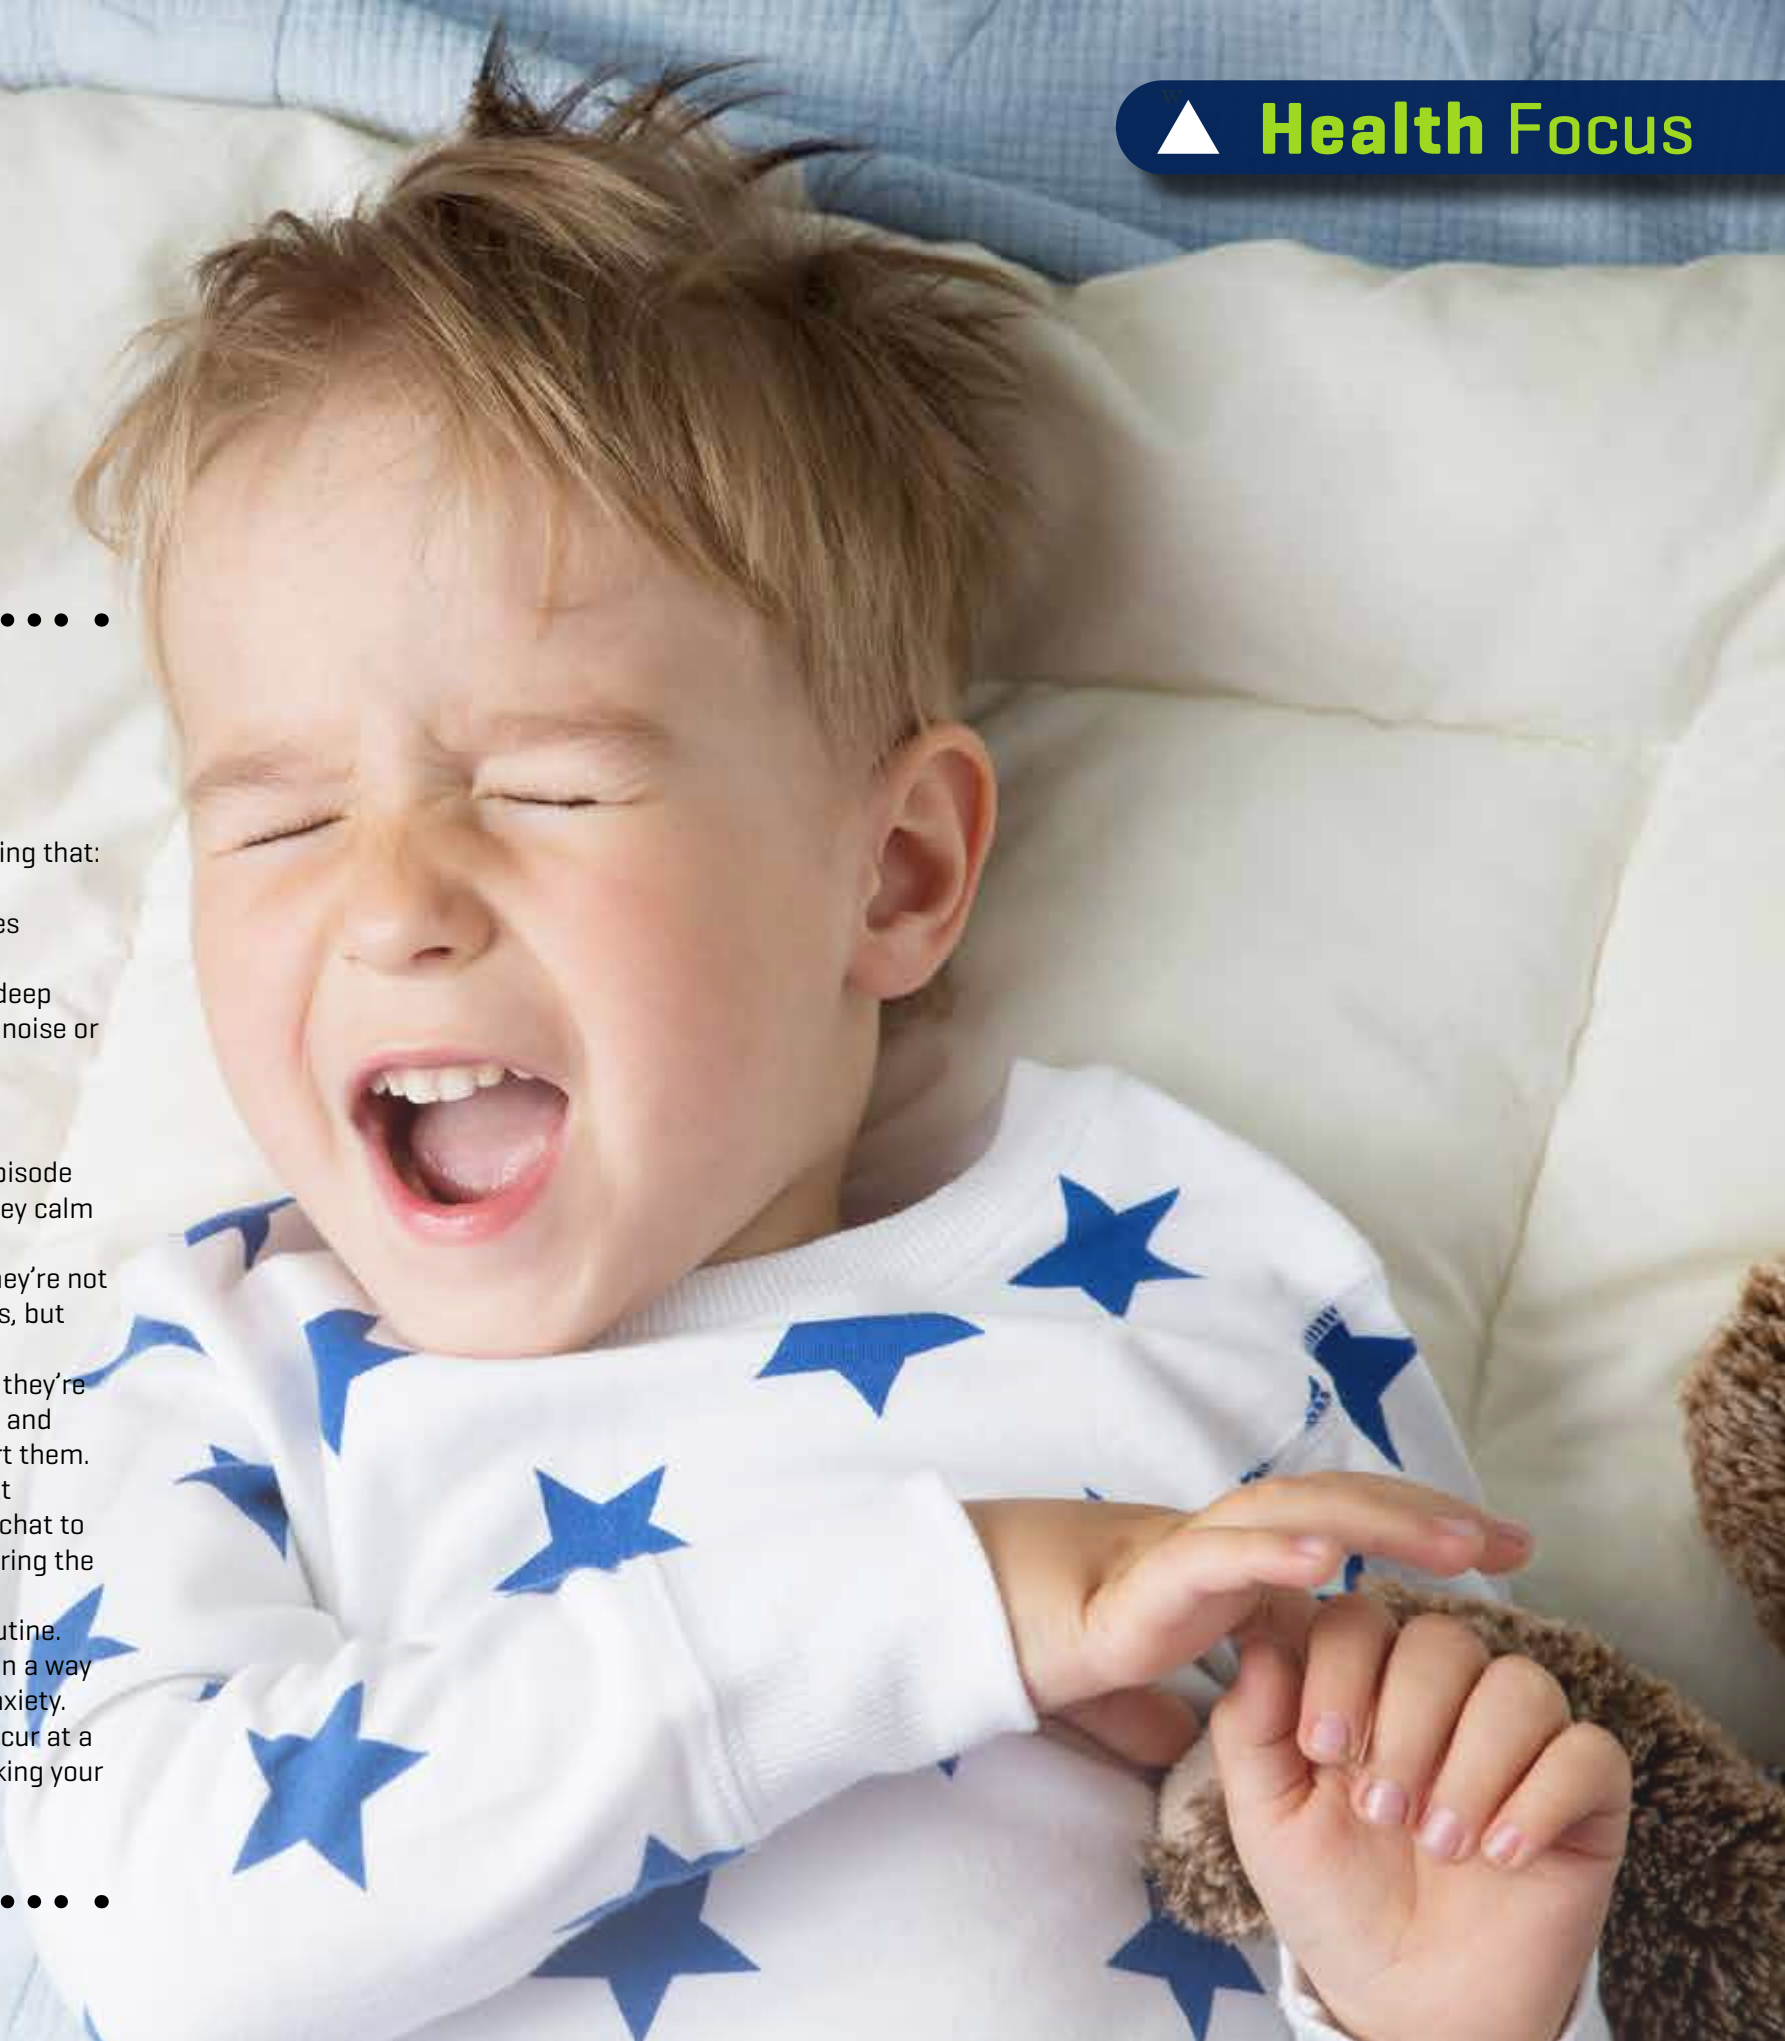 Health Focus
ing that:
es
deep
noise or
pisode
ey calm
ey're not
s, but
they're
and
rt them.
t
chat to
ring the
utine.
n a way
xiety.
cur at a
king your